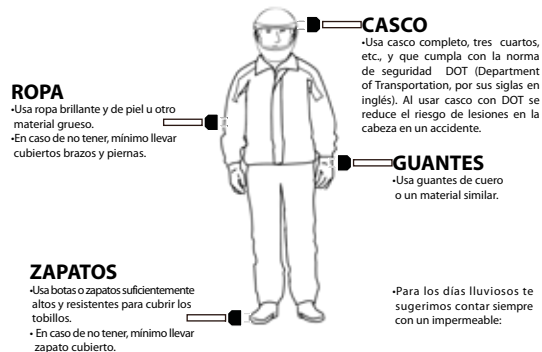 CASCO
•Usa casco completo, tres cuartos,
etc., y que cumpla con la norma
de seguridad DOT (Department
of Transportation, por sus siglas en
inglés). Al usar casco con DOT se
reduce el riesgo de lesiones en la
cabeza en un accidente.
ROPA
•Usa ropa brillante y de piel u otro
material grueso.
•En caso de no tener, mínimo llevar
cubiertos brazos y piernas.
GUANTES
•Usa guantes de cuero
o un material similar.
ZAPATOS
•Usa botas o zapatos suficientemente
altos y resistentes para cubrir los
tobillos.
• En caso de no tener, mínimo llevar
zapato cubierto.
•Para los días lluviosos te
sugerimos contar siempre
con un impermeable: